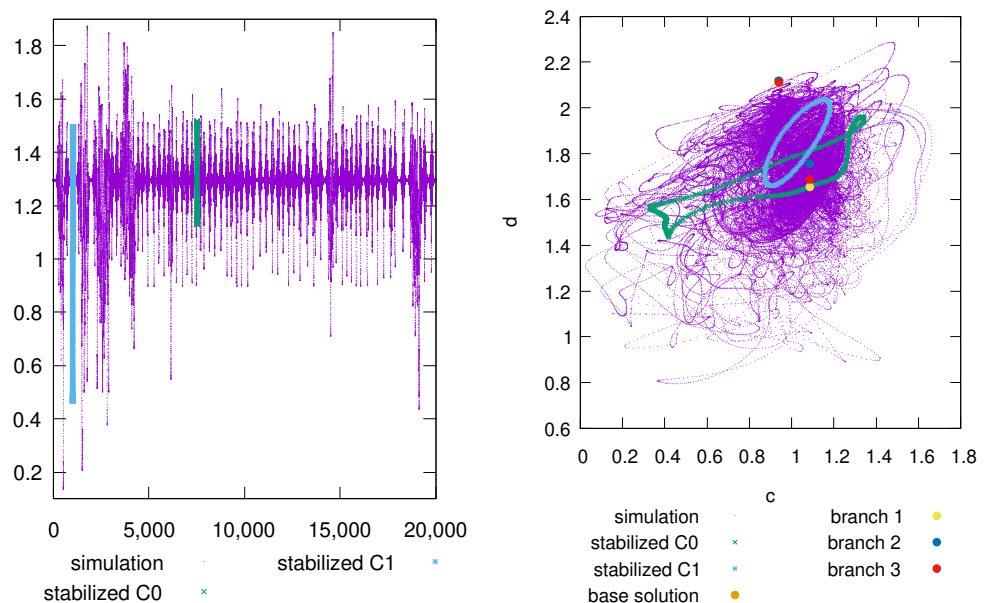 1.8
1.6
1.4
1.2
1
0.8
0.6
0.4
0.2
0 5,000 10,000 15,000 20,000
simulation stabilized C1
stabilized C0
2.4
2.2
2
1.8
1.6
1.4
1.2
1
0.8
0.6
d
0 0.2 0.4 0.6 0.8 1 1.2 1.4 1.6 1.8
c
simulation branch 1
stabilized C0 branch 2
stabilized C1 branch 3
base solution